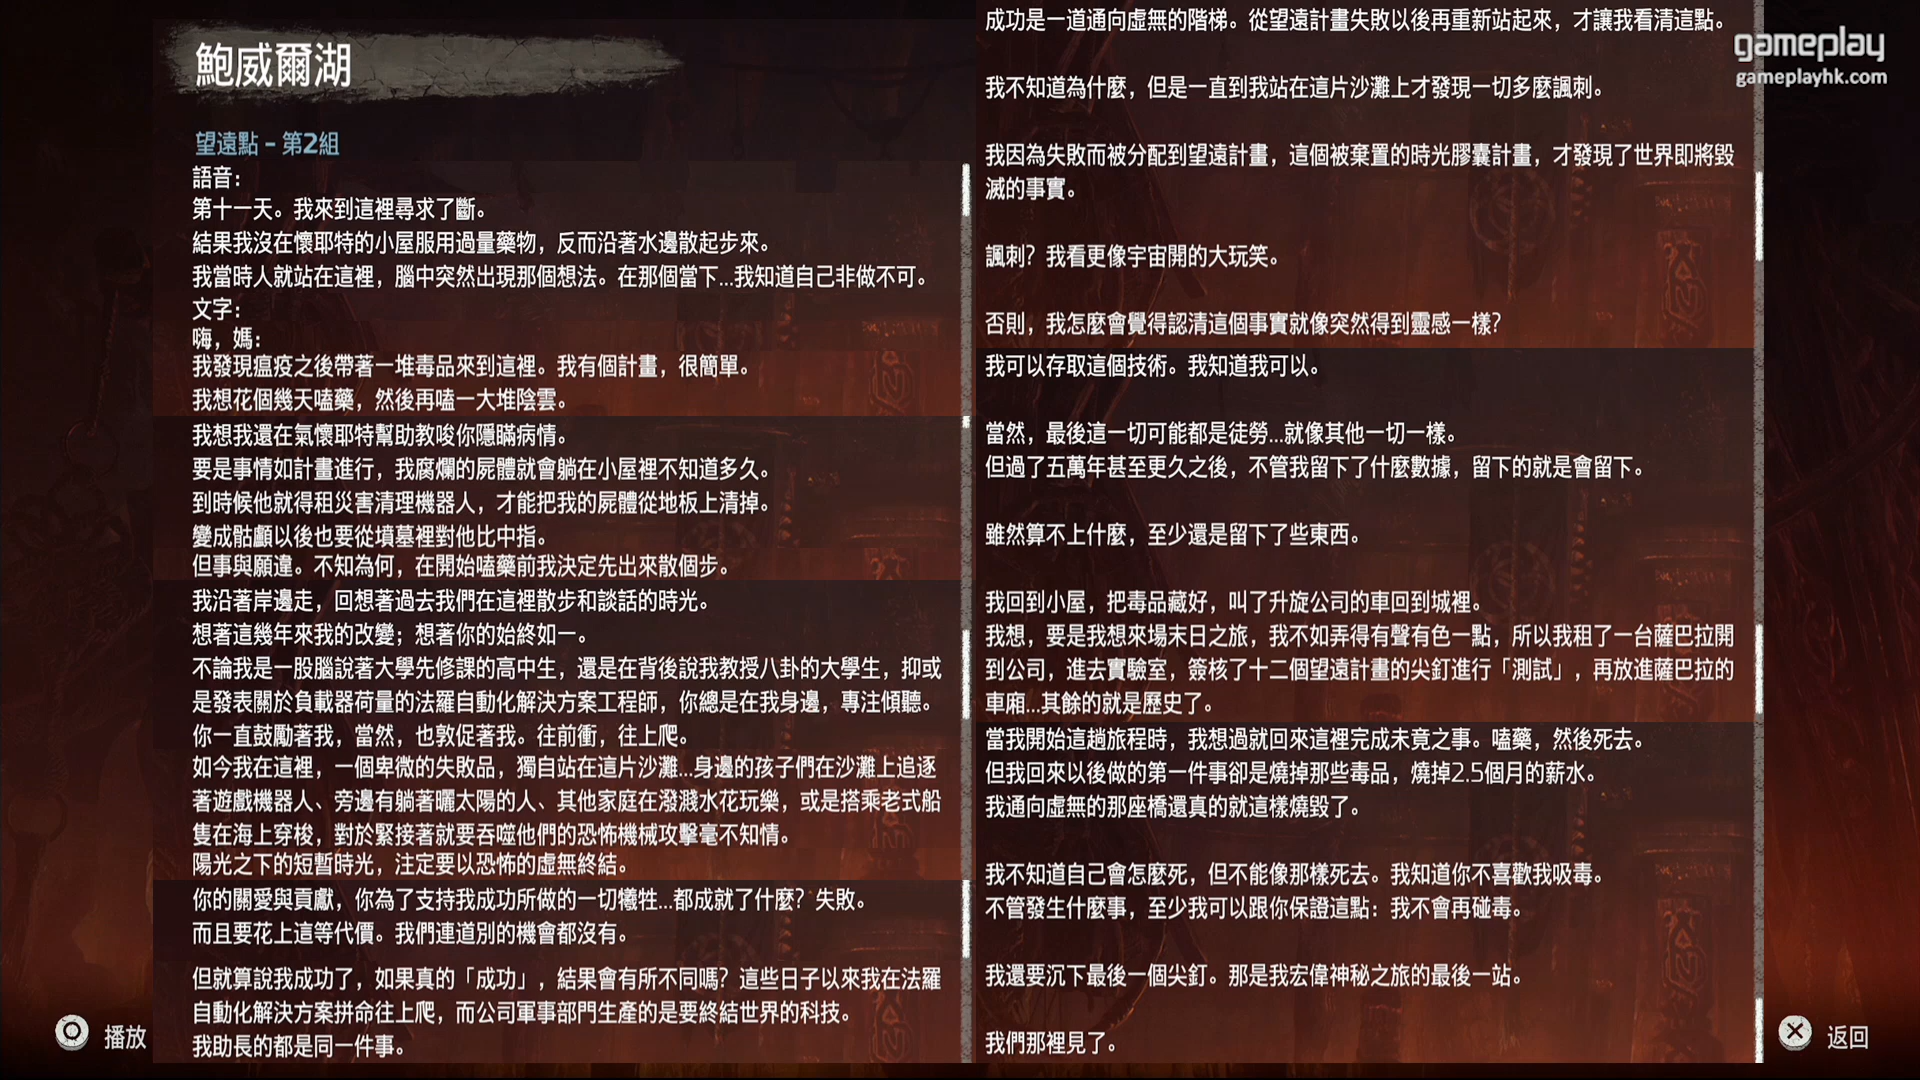 鮑威爾湖
望遠點 – 第2組
語音：
第十一天。我來到這裡尋求了斷。
結果我沒在懷耶特的小屋服用過量藥物，反而沿著水邊散起步來。
我當時人就站在這裡，腦中突然出現那個想法。在那個當下...我知道自己非做不可。
文字：
嗨，媽：
我發現瘟疫之後帶著一堆毒品來到這裡。我有個計畫，很簡單。
我想花個幾天嗑藥，然後再嗑一大堆陰雲。
我想我還在氣懷耶特幫助教唆你隱瞞病情。
要是事情如計畫進行，我腐爛的屍體就會躺在小屋裡不知道多久。
到時候他就得租災害清理機器人，才能把我的屍體從地板上清掉。
變成骷顱以後也要從墳墓裡對他比中指。
但事與願違。不知為何，在開始嗑藥前我決定先出來散個步。
我沿著岸邊走，回想著過去我們在這裡散步和談話的時光。
想著這幾年來我的改變；想著你的始終如一。
不論我是一股腦說著大學先修課的高中生，還是在背後說我教授八卦的大學生，抑或
是發表關於負載器荷量的法羅自動化解決方案工程師，你總是在我身邊，專注傾聽。
你一直鼓勵著我，當然，也敦促著我。往前衝，往上爬。
如今我在這裡，一個卑微的失敗品，獨自站在這片沙灘...身邊的孩子們在沙灘上追逐
著遊戲機器人、旁邊有躺著曬太陽的人、其他家庭在潑濺水花玩樂，或是搭乘老式船
隻在海上穿梭，對於緊接著就要吞噬他們的恐怖機械攻擊毫不知情。
陽光之下的短暫時光，注定要以恐怖的虛無終結。
你的關愛與貢獻，你為了支持我成功所做的一切犧牲...都成就了什麼？失敗。
而且要花上這等代價。我們連道別的機會都沒有。
但就算說我成功了，如果真的「成功」，結果會有所不同嗎？這些日子以來我在法羅
自動化解決方案拼命往上爬，而公司軍事部門生產的是要終結世界的科技。
我助長的都是同一件事。
成功是一道通向虛無的階梯。從望遠計畫失敗以後再重新站起來，才讓我看清這點。
我不知道為什麼，但是一直到我站在這片沙灘上才發現一切多麼諷刺。
我因為失敗而被分配到望遠計畫，這個被棄置的時光膠囊計畫，才發現了世界即將毀
滅的事實。
諷刺？我看更像宇宙開的大玩笑。
否則，我怎麼會覺得認清這個事實就像突然得到靈感一樣？
我可以存取這個技術。我知道我可以。
當然，最後這一切可能都是徒勞...就像其他一切一樣。
但過了五萬年甚至更久之後，不管我留下了什麼數據，留下的就是會留下。
雖然算不上什麼，至少還是留下了些東西。
我回到小屋，把毒品藏好，叫了升旋公司的車回到城裡。
我想，要是我想來場末日之旅，我不如弄得有聲有色一點，所以我租了一台薩巴拉開
到公司，進去實驗室，簽核了十二個望遠計畫的尖釘進行「測試」，再放進薩巴拉的
車廂...其餘的就是歷史了。
當我開始這趟旅程時，我想過就回來這裡完成未竟之事。嗑藥，然後死去。
但我回來以後做的第一件事卻是燒掉那些毒品，燒掉2.5個月的薪水。
我通向虛無的那座橋還真的就這樣燒毀了。
我不知道自己會怎麼死，但不能像那樣死去。我知道你不喜歡我吸毒。
不管發生什麼事，至少我可以跟你保證這點：我不會再碰毒。
我還要沉下最後一個尖釘。那是我宏偉神秘之旅的最後一站。
我們那裡見了。
gameplay
gameplayhk.com
播放
返回